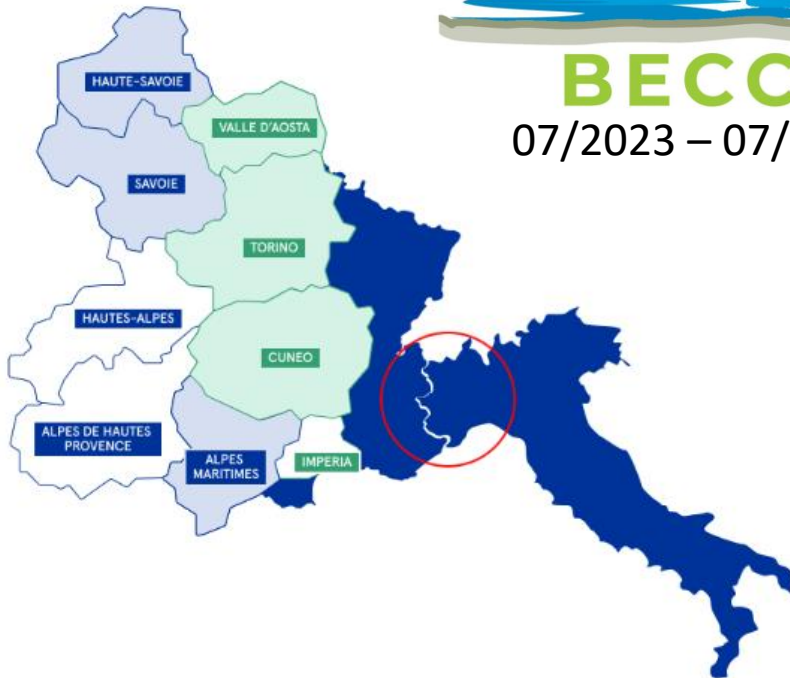 BECC
07/2023 – 07/
HAUTE-SAVOIE
VALLE D'AOSTA
SAVOIE
TORINO
HAUTES-ALPES
CUNEO
ALPES DE HAUTES
PROVENCE
ALPES
MARITIMES
IMPERIA